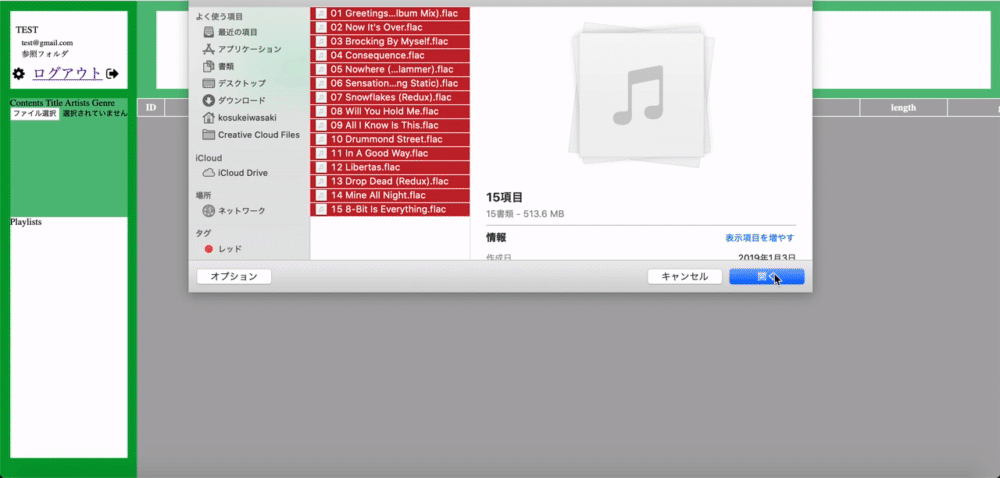 TEST
test@gmail.com
参照フォルダ
ログアウト
Contents Title Artists Genre
ファイル選択 選択されていません
Playlists
よく使う項目
最近の項目
アプリケーション
書類
デスクトップ
ダウンロード
kosukeiwasaki
Creative Cloud Files
iCloud
iCloud Drive
場所
ネットワーク
タグ
レッド
01 Greetings...lbum Mix).flac
02 Now It's Over.flac
03 Brocking By Myself.flac
04 Consequence.flac
05 Nowhere (...lammer).flac
06 Sensation...ng Static).flac
07 Snowflakes (Redux).flac
08 Will You Hold Me.flac
09 All I Know Is This.flac
10 Drummond Street.flac
11 In A Good Way.flac
12 Libertas.flac
13 Drop Dead (Redux).flac
14 Mine All Night.flac
15 8-Bit Is Everything.flac
15項目
15書類 - 513.6 MB
情報 表示項目を増やす
作成日 2019年1月3日
オプション キャンセル
ID length